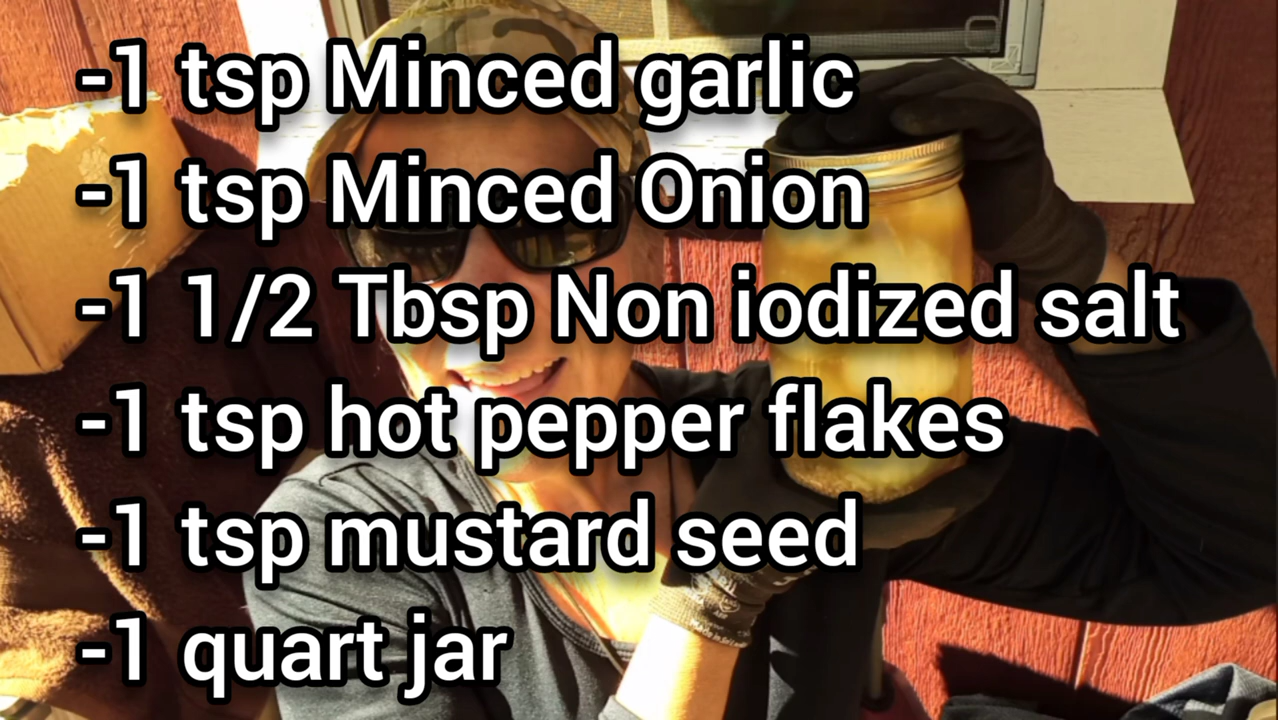 -1 tsp Minced garlic
-1 tsp Minced Onion
-1 1/2 Tbsp Non iodized salt
-1 tsp hot pepper flakes
-1 tsp mustard seed
-1 quart jar